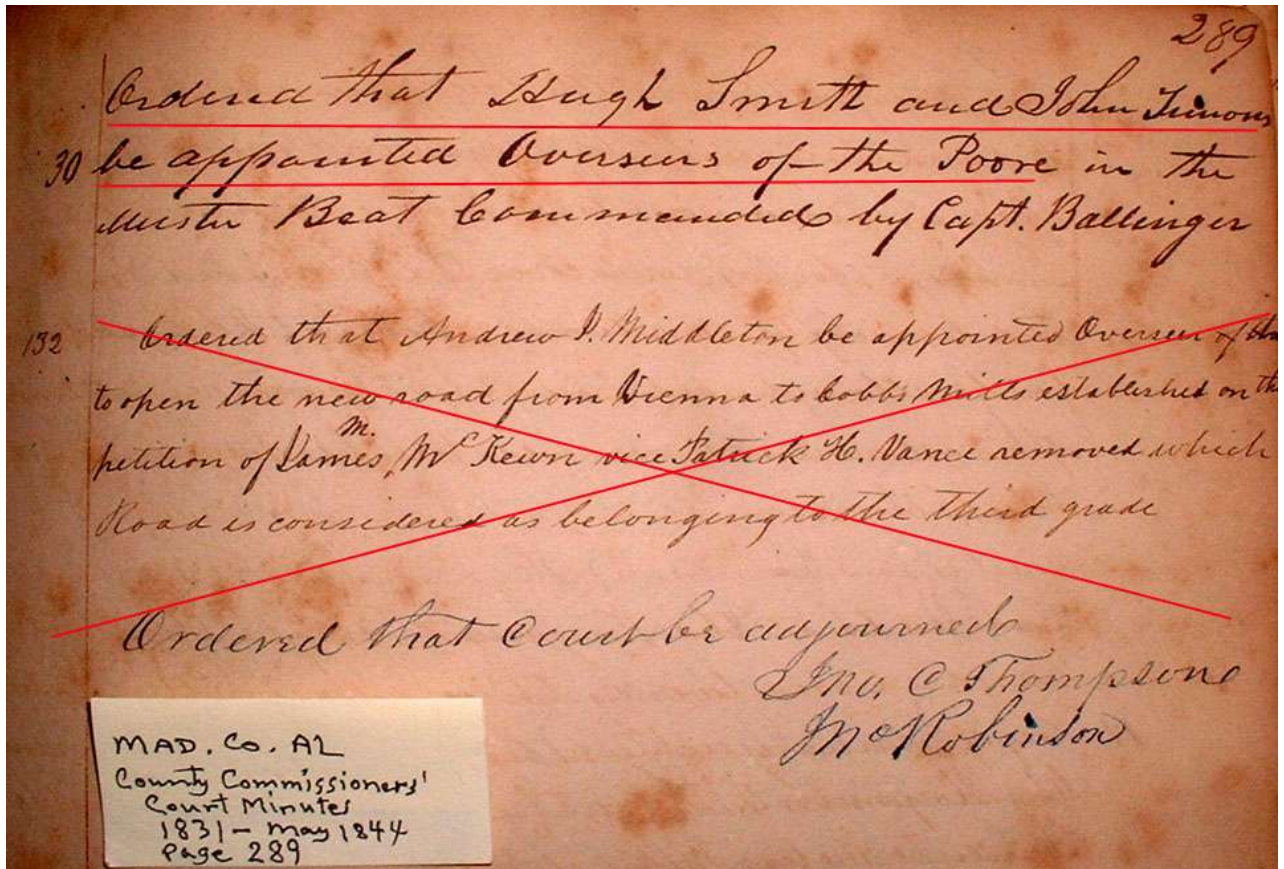 289
Ordered that Hugh Smith and John Timons
30 be appointed Overseers of the Poore in the
Muster Beat Commanded by Capt. Ballinger
132 Ordered that Andrew J. Middleton be appointed Overseer of
to open the new road from Vienna to Cobbs Mills established on the
petition of James M. McKewn vice Patrick H. Vance removed which
Road is considered as belonging to the third grade
Ordered that Court be adjourned
Jno. C Thompson
Jno Robinson
MAD. Co. AL
County Commissioners'
Court Minutes
1831 - May 1844
Page 289